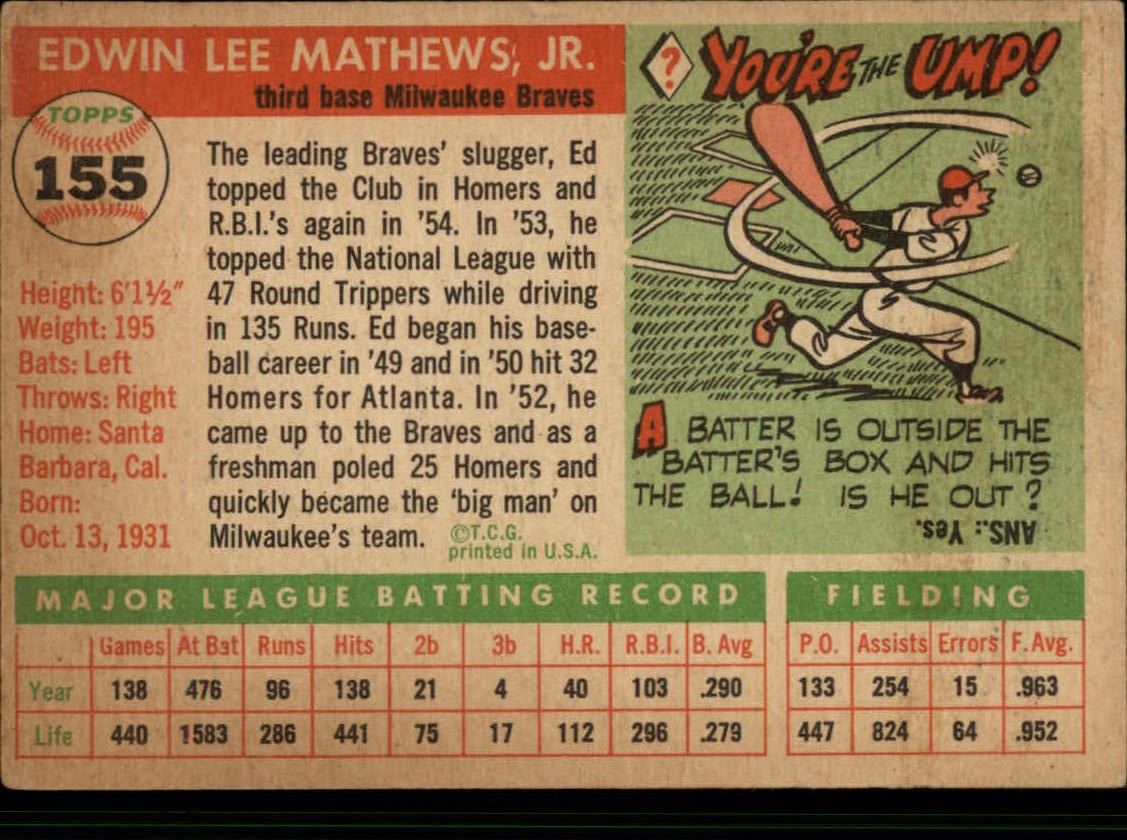 EDWIN LEE MATHEWS, JR.
third base Milwaukee Braves
TOPPS
155
Height: 6'1½"
Weight: 195
Bats: Left
Throws: Right
Home: Santa
Barbara, Cal.
Born:
Oct. 13, 1931
The leading Braves' slugger, Ed
topped the Club in Homers and
R.B.I.'s again in '54. In '53, he
topped the National League with
47 Round Trippers while driving
in 135 Runs. Ed began his base-
ball career in '49 and in '50 hit 32
Homers for Atlanta. In '52, he
came up to the Braves and as a
freshman poled 25 Homers and
quickly became the 'big man' on
Milwaukee's team.
©T.C.G.
printed in U.S.A.
? YOU'RE THE UMP!
A BATTER IS OUTSIDE THE
BATTER'S BOX AND HITS
THE BALL! IS HE OUT?
ANS.: Yes.
MAJOR LEAGUE BATTING RECORD
Games At Bat Runs Hits 2b 3b H.R. R.B.I. B. Avg
Year 138 476 96 138 21 4 40 103 .290
Life 440 1583 286 441 75 17 112 296 .279
FIELDING
P.O. Assists Errors F. Avg.
133 254 15 .963
447 824 64 .952